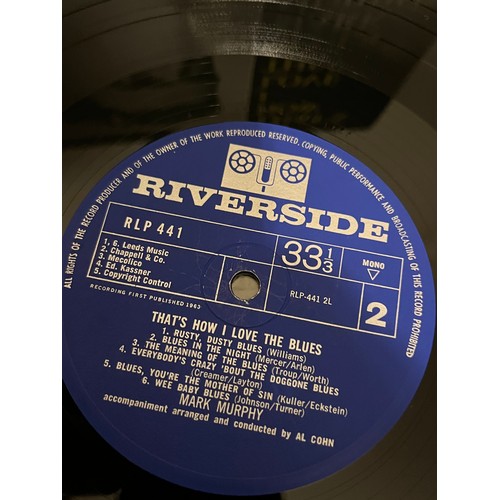 ALL RIGHTS OF THE RECORD PRODUCER AND OF THE OWNER OF THE WORK REPRODUCED RESERVED, COPYING, PUBLIC PERFORMANCE AND BROADCASTING OF THIS RECORD PROHIBITED
RIVERSIDE
RLP 441
1. 6. Leeds Music
2. Chappell & Co.
3. Mecolico
4. Ed. Kassner
5. Copyright Control
RECORDING FIRST PUBLISHED 1963
33 1/3
MONO
RLP-441 2L
2
THAT'S HOW I LOVE THE BLUES
1. RUSTY, DUSTY BLUES (Williams)
2. BLUES IN THE NIGHT (Mercer/Arlen)
3. THE MEANING OF THE BLUES (Troup/Worth)
4. EVERYBODY'S CRAZY 'BOUT THE DOGGONE BLUES
(Creamer/Layton)
5. BLUES, YOU'RE THE MOTHER OF SIN (Kuller/Eckstein)
6. WEE BABY BLUES (Johnson/Turner)
MARK MURPHY
accompaniment arranged and conducted by AL COHN